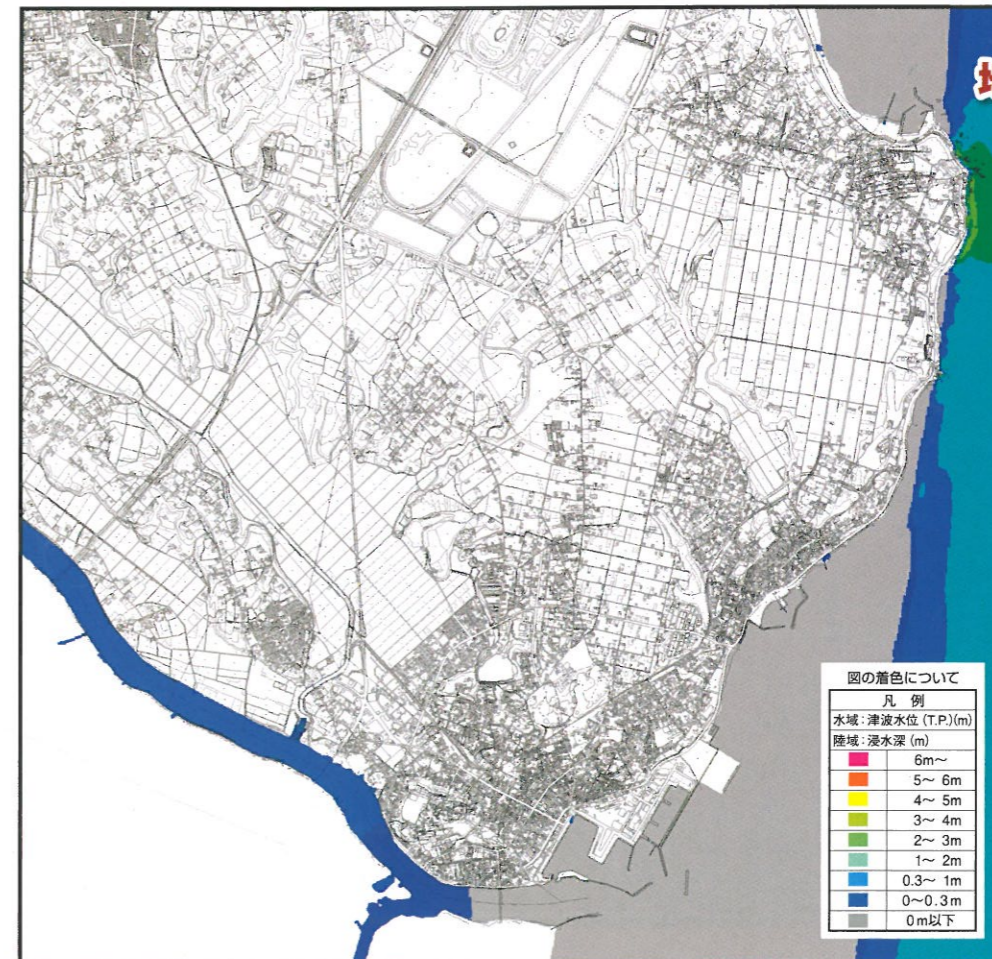 図の着色について
凡 例
水域:津波水位 (T.P.)(m)
陸域:浸水深 (m)
6m~
5~ 6m
4~ 5m
3~ 4m
2~ 3m
1~ 2m
0.3~ 1m
0~0.3m
0m以下